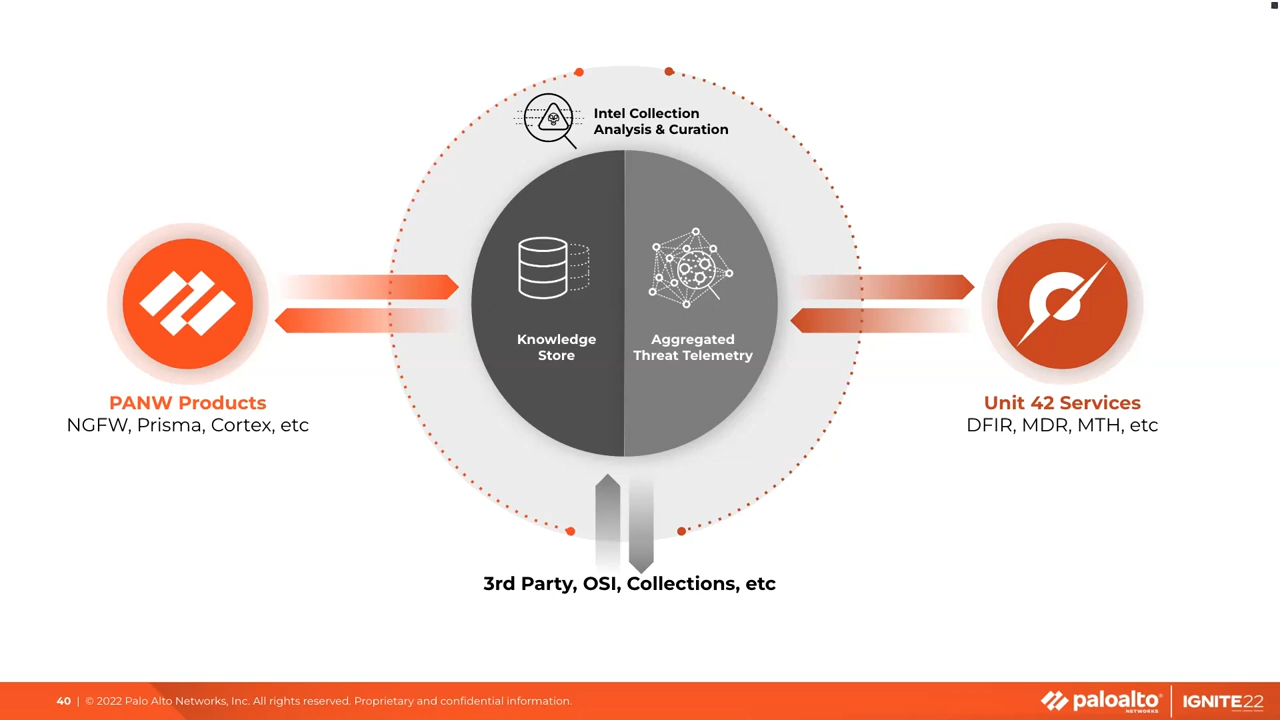 Intel Collection
Analysis & Curation
Knowledge
Store
Aggregated
Threat Telemetry
PANW Products
NGFW, Prisma, Cortex, etc
Unit 42 Services
DFIR, MDR, MTH, etc
3rd Party, OSI, Collections, etc
40 | © 2022 Palo Alto Networks, Inc. All rights reserved. Proprietary and confidential information.
paloalto
NETWORKS
IGNITE22